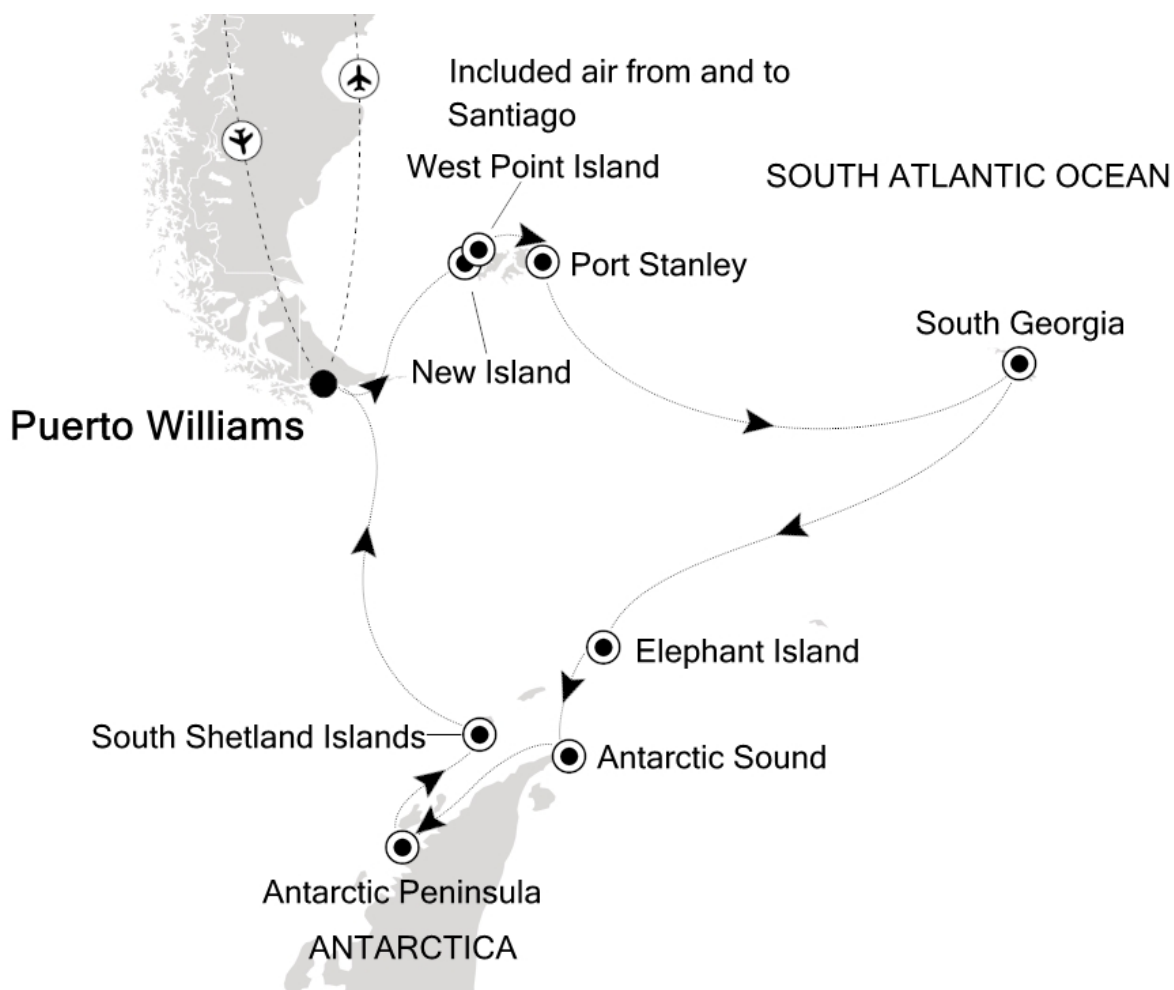 Included air from and to
Santiago
West Point Island
SOUTH ATLANTIC OCEAN
Port Stanley
South Georgia
New Island
Puerto Williams
Elephant Island
South Shetland Islands
Antarctic Sound
Antarctic Peninsula
ANTARCTICA